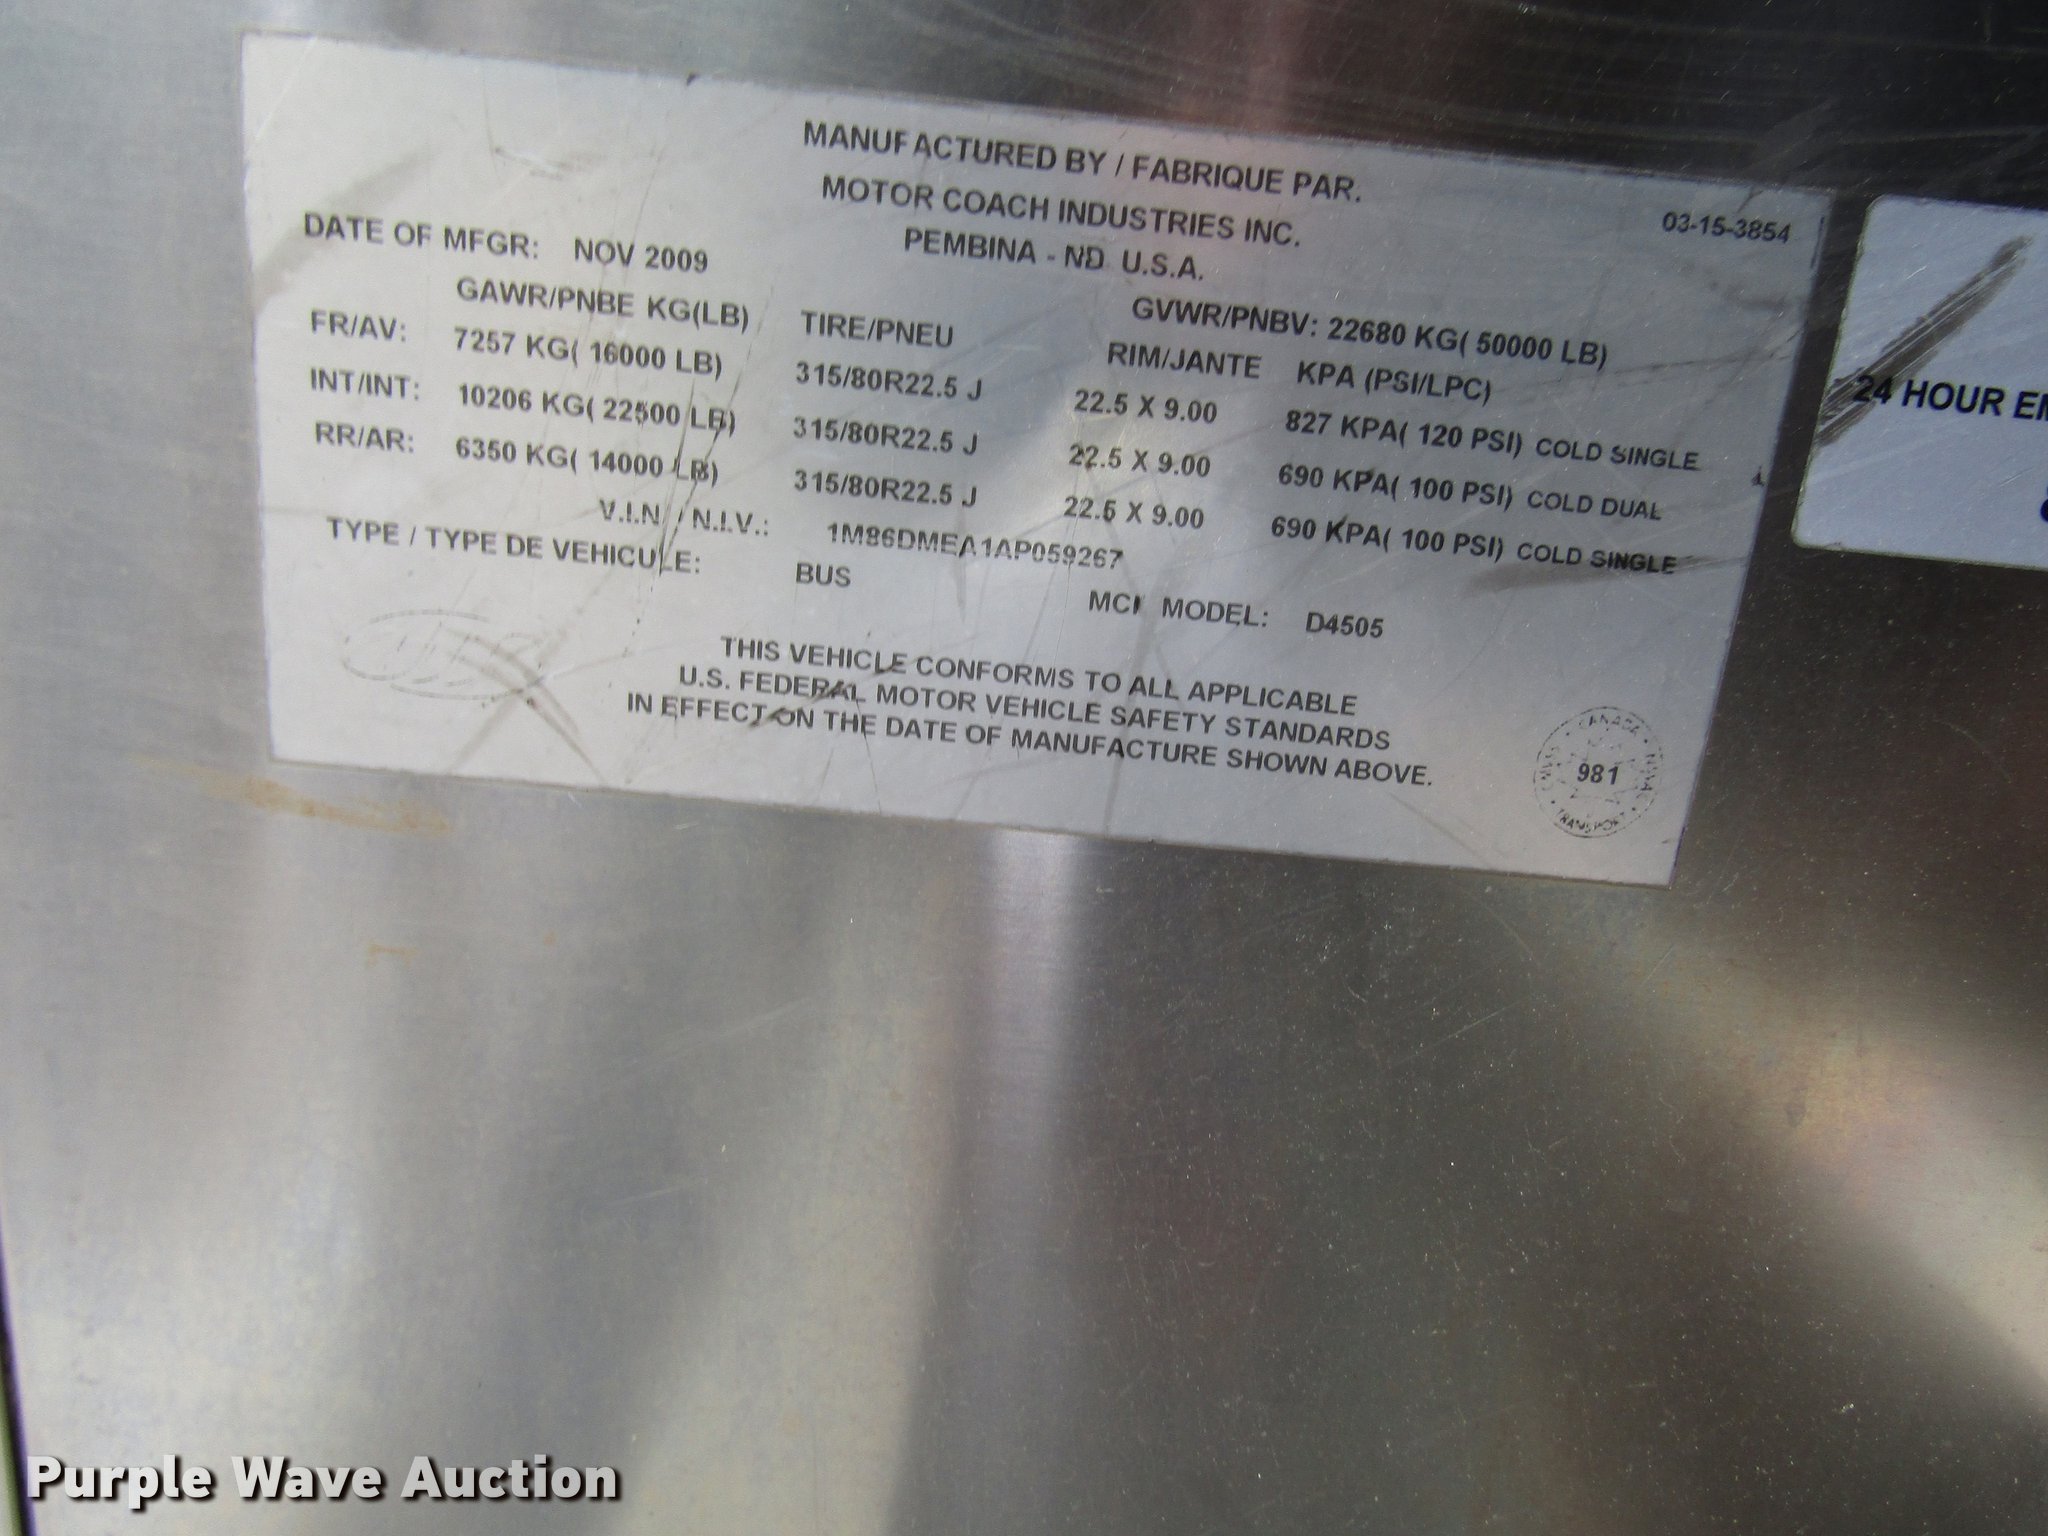 MANUFACTURED BY / FABRIQUE PAR.
MOTOR COACH INDUSTRIES INC.
PEMBINA - ND U.S.A.
03-15-3854
DATE OF MFGR: NOV 2009
GVWR/PNBV: 22680 KG( 50000 LB)
GAWR/PNBE KG(LB) TIRE/PNEU RIM/JANTE KPA (PSI/LPC)
FR/AV: 7257 KG( 16000 LB) 315/80R22.5 J 22.5 X 9.00 827 KPA( 120 PSI) COLD SINGLE
INT/INT: 10206 KG( 22500 LB) 315/80R22.5 J 22.5 X 9.00 690 KPA( 100 PSI) COLD DUAL
RR/AR: 6350 KG( 14000 LB) 315/80R22.5 J 22.5 X 9.00 690 KPA( 100 PSI) COLD SINGLE
V.I.N. / N.I.V.: 1M86DMEA1AP059267
TYPE / TYPE DE VEHICULE: BUS
MCI MODEL: D4505
THIS VEHICLE CONFORMS TO ALL APPLICABLE
U.S. FEDERAL MOTOR VEHICLE SAFETY STANDARDS
IN EFFECT ON THE DATE OF MANUFACTURE SHOWN ABOVE.
CANADA
981
TRANSPORT
24 HOUR EM
Purple Wave Auction